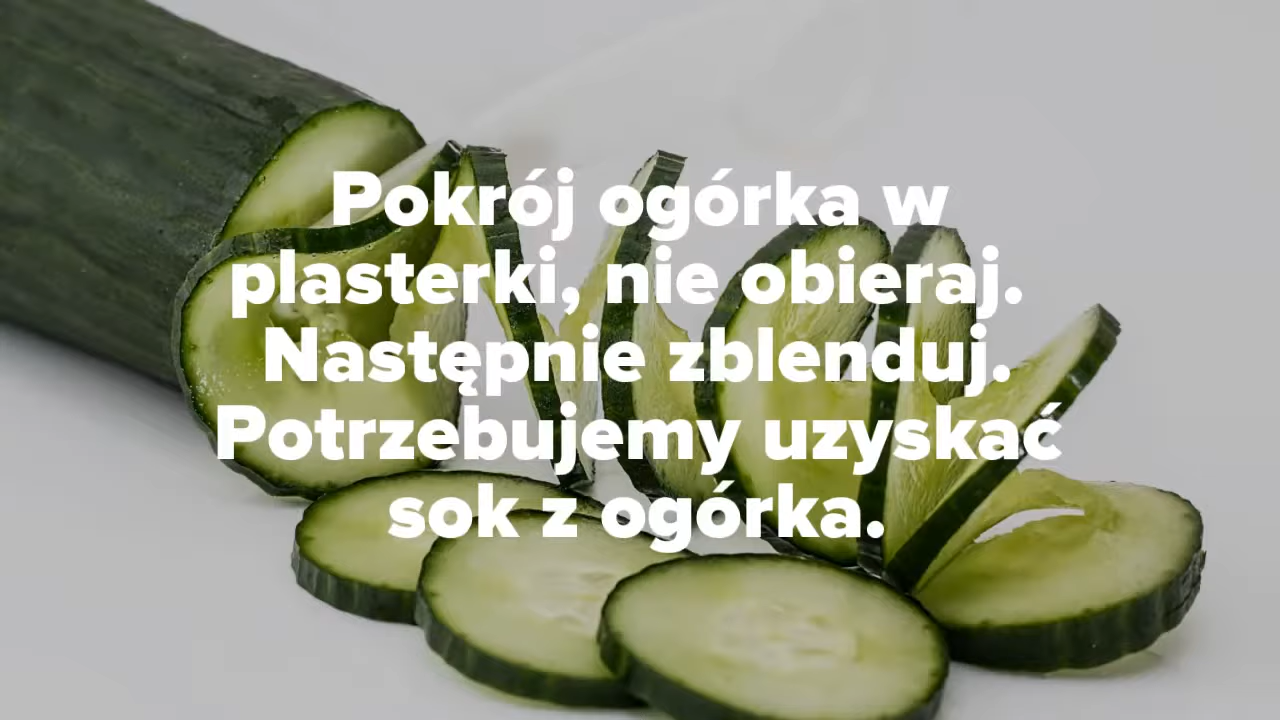 Pokrój ogórka w
plasterki, nie obieraj.
Następnie zblenduj.
Potrzebujemy uzyskać
sok z ogórka.